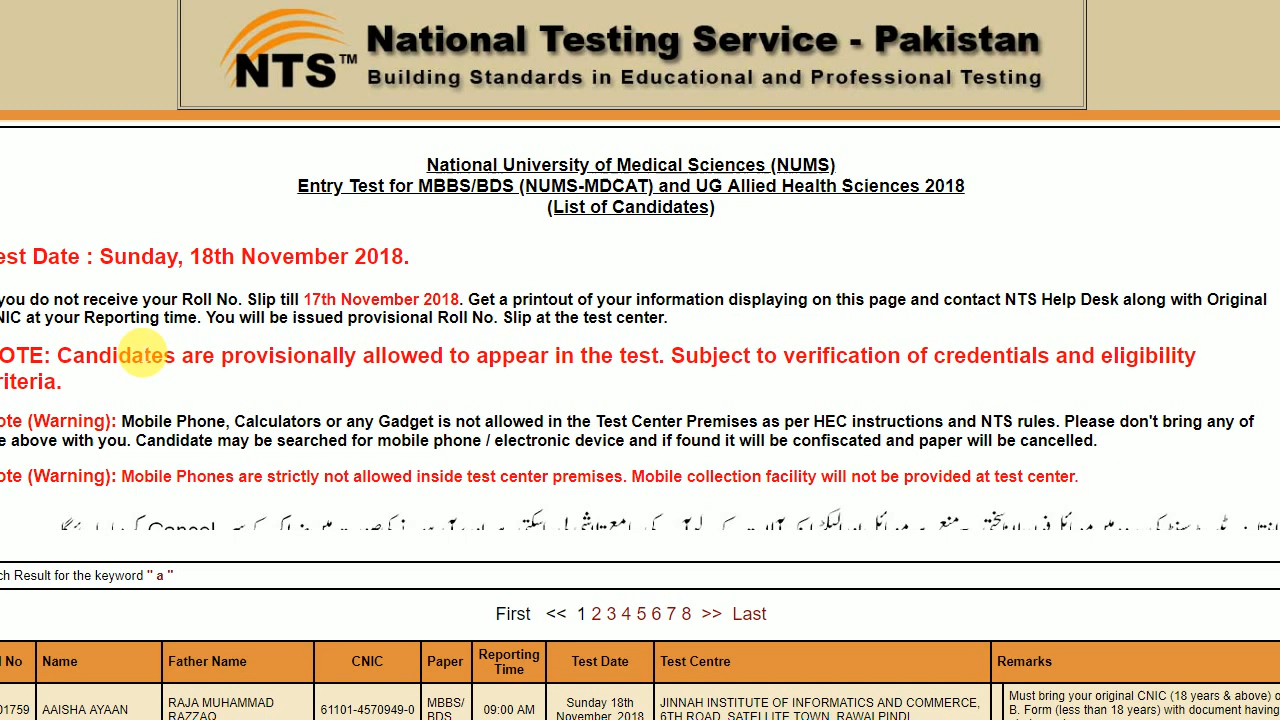 NTS™ National Testing Service - Pakistan
Building Standards in Educational and Professional Testing
National University of Medical Sciences (NUMS)
Entry Test for MBBS/BDS (NUMS-MDCAT) and UG Allied Health Sciences 2018
(List of Candidates)
est Date : Sunday, 18th November 2018.
you do not receive your Roll No. Slip till 17th November 2018. Get a printout of your information displaying on this page and contact NTS Help Desk along with Original
NIC at your Reporting time. You will be issued provisional Roll No. Slip at the test center.
OTE: Candidates are provisionally allowed to appear in the test. Subject to verification of credentials and eligibility
riteria.
ote (Warning): Mobile Phone, Calculators or any Gadget is not allowed in the Test Center Premises as per HEC instructions and NTS rules. Please don't bring any of
e above with you. Candidate may be searched for mobile phone / electronic device and if found it will be confiscated and paper will be cancelled.
ote (Warning): Mobile Phones are strictly not allowed inside test center premises. Mobile collection facility will not be provided at test center.
Cancel
ch Result for the keyword " a "
First << 1 2 3 4 5 6 7 8 >> Last
l No Name Father Name CNIC Paper Reporting Time Test Date Test Centre Remarks
01759 AAISHA AYAAN RAJA MUHAMMAD RAZZAQ 61101-4570949-0 MBBS/ BDS 09:00 AM Sunday 18th November, 2018 JINNAH INSTITUTE OF INFORMATICS AND COMMERCE, 6TH ROAD, SATELLITE TOWN, RAWALPINDI Must bring your original CNIC (18 years & above) o B. Form (less than 18 years) with document having